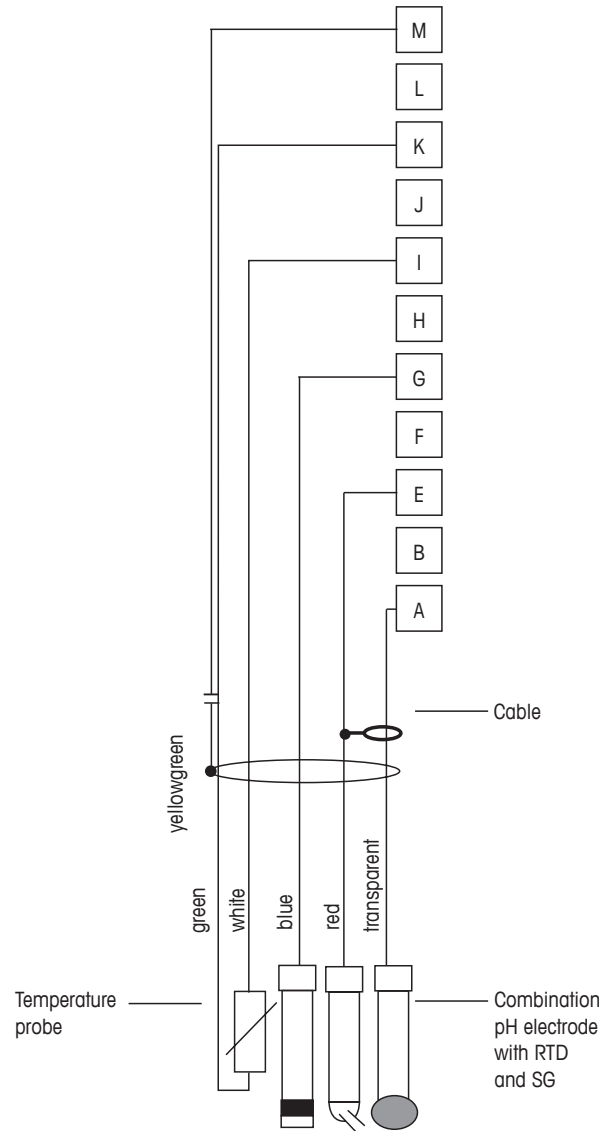 M
L
K
J
I
H
G
F
E
B
A
Cable
yellowgreen
green
white
blue
red
transparent
Temperature
probe
Combination
pH electrode
with RTD
and SG